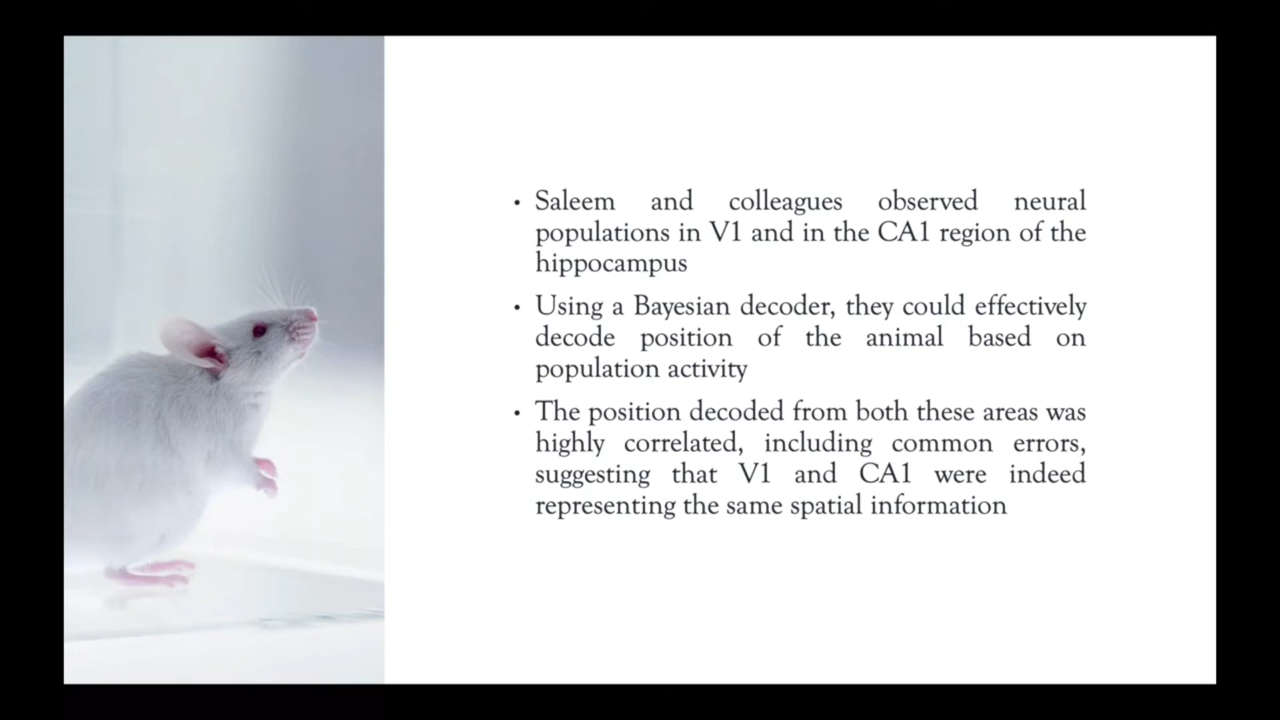 • Saleem and colleagues observed neural
populations in V1 and in the CA1 region of the
hippocampus
• Using a Bayesian decoder, they could effectively
decode position of the animal based on
population activity
• The position decoded from both these areas was
highly correlated, including common errors,
suggesting that V1 and CA1 were indeed
representing the same spatial information